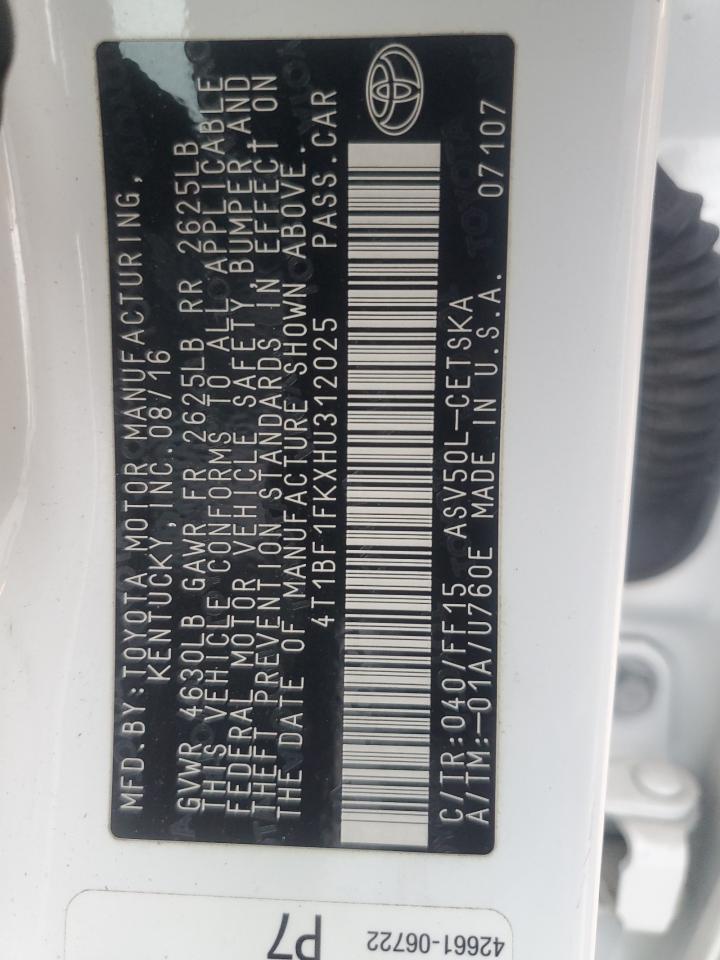 MFD.BY:TOYOTA MOTOR MANUFACTURING,
KENTUCKY,INC.08/16
GVWR 4630LB GAWR FR 2625LB RR 2625LB
THIS VEHICLE CONFORMS TO ALL APPLICABLE
FEDERAL MOTOR VEHICLE SAFETY,BUMPER,AND
THEFT PREVENTION STANDARDS IN EFFECT ON
THE DATE OF MANUFACTURE SHOWN ABOVE.
4T1BF1FKXHU312025 PASS.CAR
C/TR:040/FF15 ASV50L-CETSKA
A/TM:-01A/U760E MADE IN U.S.A. 07107
P7
42661-06722